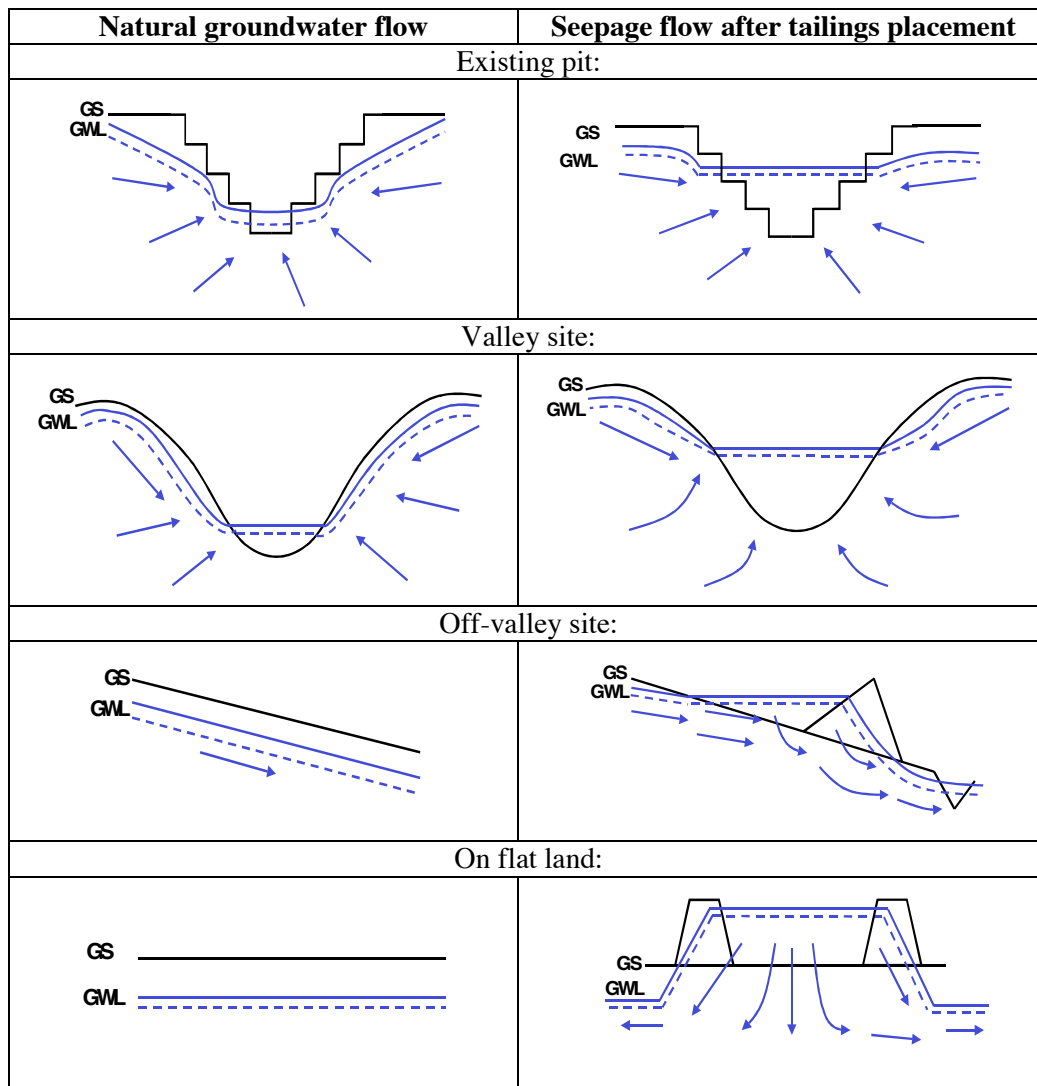 Natural groundwater flow
Seepage flow after tailings placement
Existing pit:
GS
GWL
GS
GWL
Valley site:
GS
GWL
GS
GWL
Off-valley site:
GS
GWL
GS
GWL
On flat land:
GS
GWL
GS
GWL